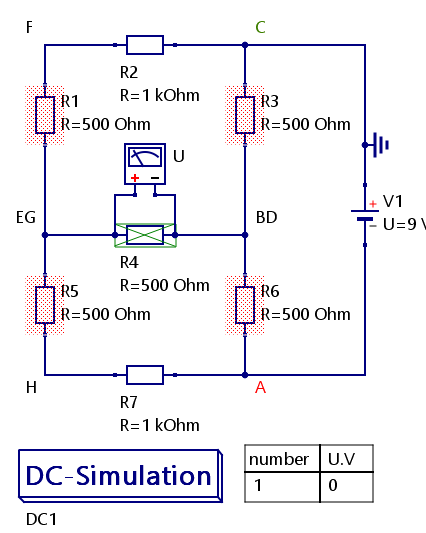 F
C
R2
R=1 kOhm
R1
R=500 Ohm
R3
R=500 Ohm
U
+ −
EG
BD
V1
+
U=9 V
−
R4
R=500 Ohm
R5
R=500 Ohm
R6
R=500 Ohm
H
A
R7
R=1 kOhm
DC-Simulation
number U.V
1 0
DC1